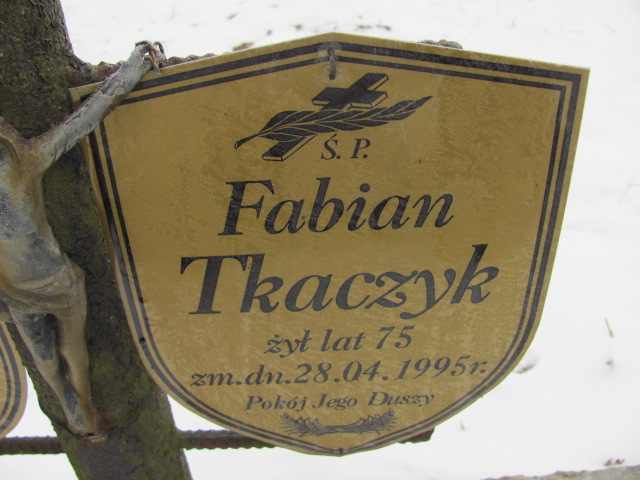 Ś. P.
Fabian
Tkaczyk
żył lat 75
zm.dn.28.04.1995r.
Pokój Jego Duszy